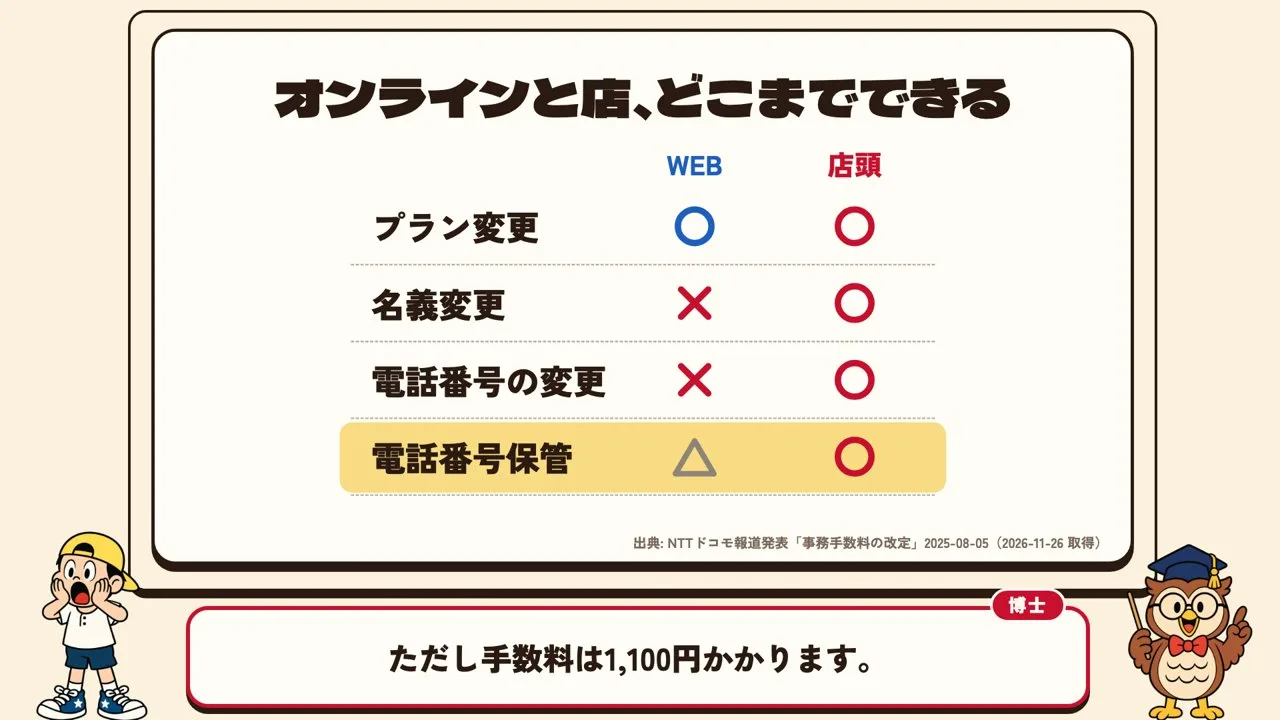 オンラインと店、どこまでできる
WEB 店頭
プラン変更 ○ ○
名義変更 × ○
電話番号の変更 × ○
電話番号保管 △ ○
出典: NTTドコモ報道発表「事務手数料の改定」2025-08-05（2026-11-26 取得）
博士
ただし手数料は1,100円かかります。